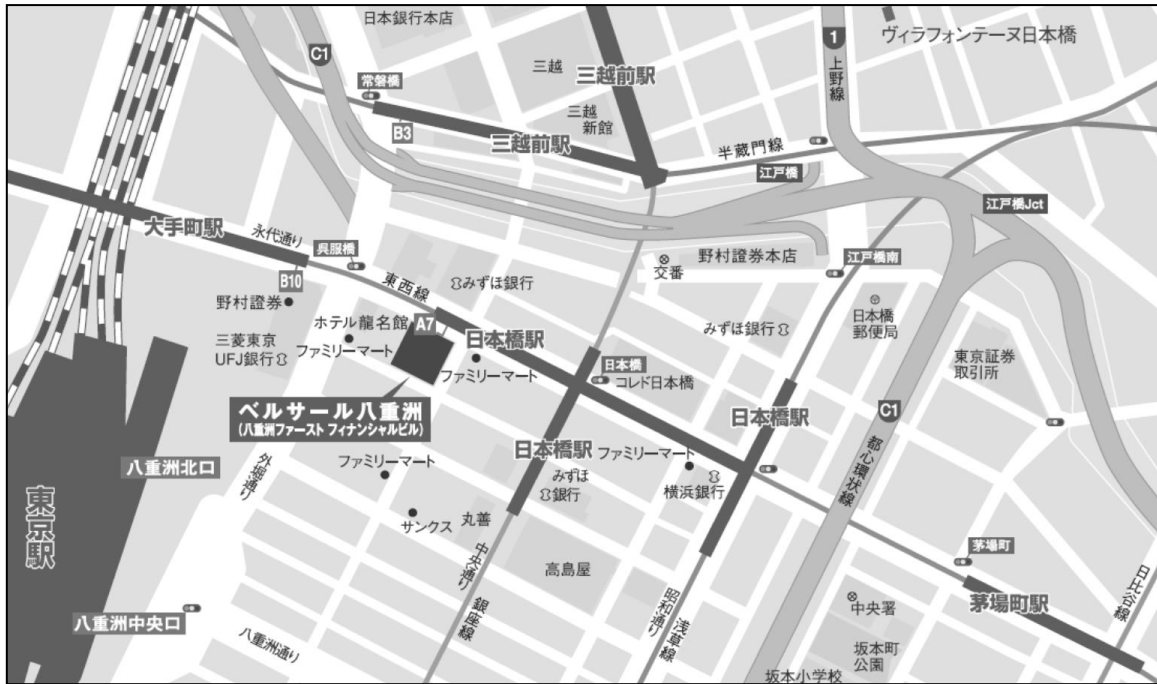 日本銀行本店
C1
常磐橋
三越
三越前駅
三越
新館
1
上野線
ヴィラフォンテーヌ日本橋
B3
三越前駅
半蔵門線
江戸橋
江戸橋Jct
大手町駅
永代通り
呉服橋
B10
東西線
みずほ銀行
交番
野村證券本店
江戸橋南
野村證券
ホテル龍名館
A7
日本橋駅
みずほ銀行
日本橋
郵便局
三菱東京
UFJ銀行
ファミリーマート
ファミリーマート
日本橋
コレド日本橋
東京証券
取引所
ベルサール八重洲
(八重洲ファースト フィナンシャルビル)
日本橋駅
C1
日本橋駅
都心環状線
八重洲北口
外堀通り
ファミリーマート
みずほ
銀行
ファミリーマート
横浜銀行
東京駅
サンクス
丸善
中央通り
銀座線
高島屋
昭和通り
浅草線
茅場町
茅場町駅
日比谷線
八重洲中央口
八重洲通り
中央署
坂本町
公園
坂本小学校